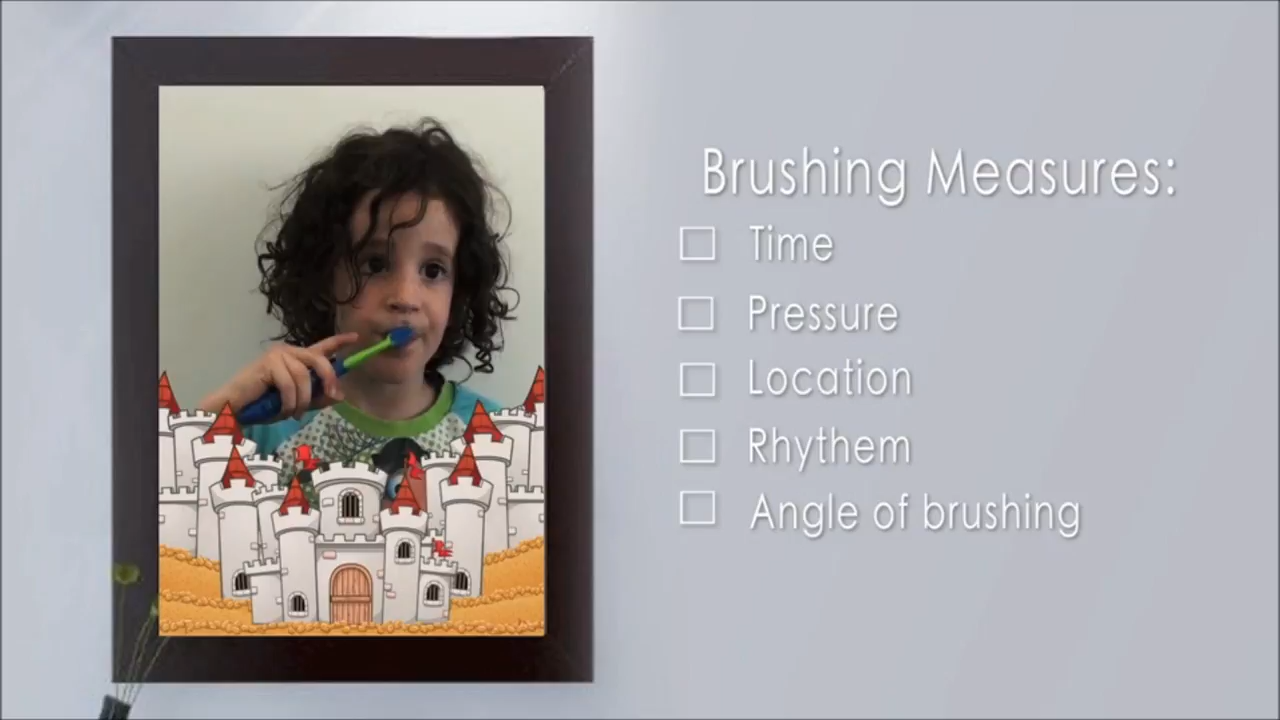 Brushing Measures:
Time
Pressure
Location
Rhythem
Angle of brushing